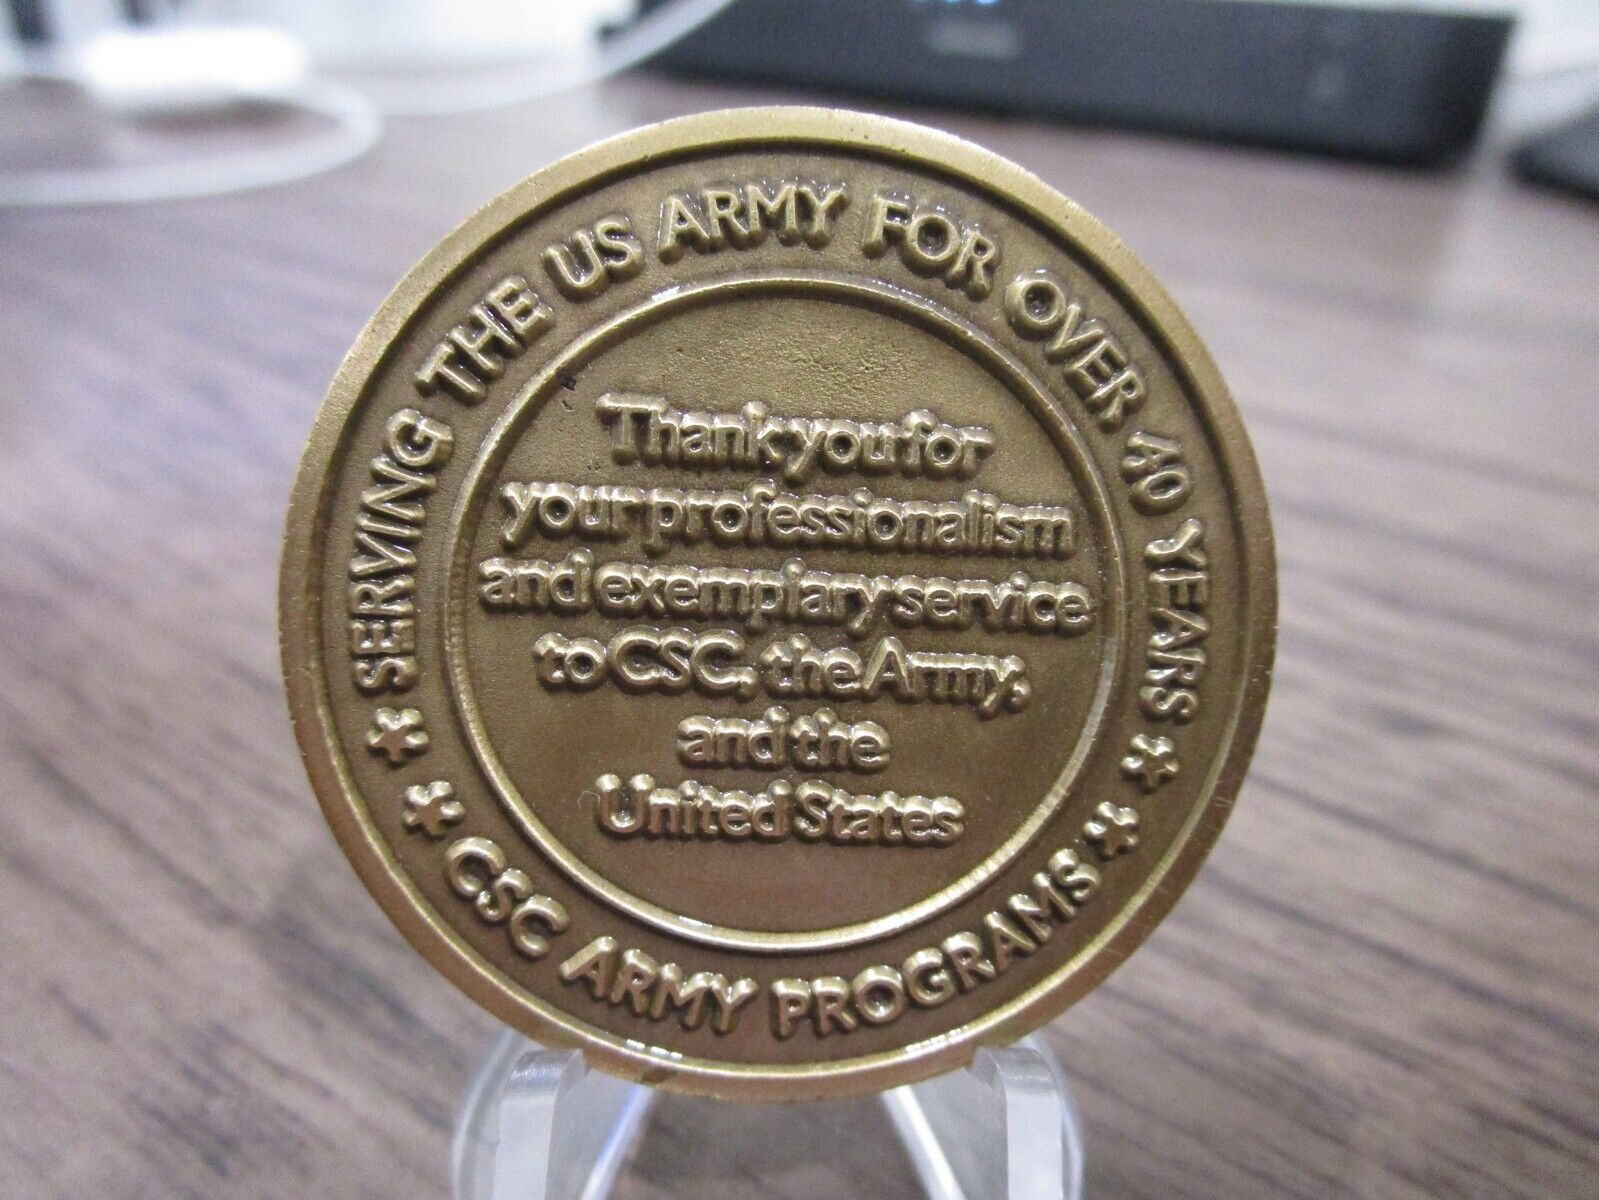 SERVING THE US ARMY FOR OVER 40 YEARS
Thank you for
your professionalism
and exemplary service
to CSC, the Army,
and the
United States
CSC ARMY PROGRAMS